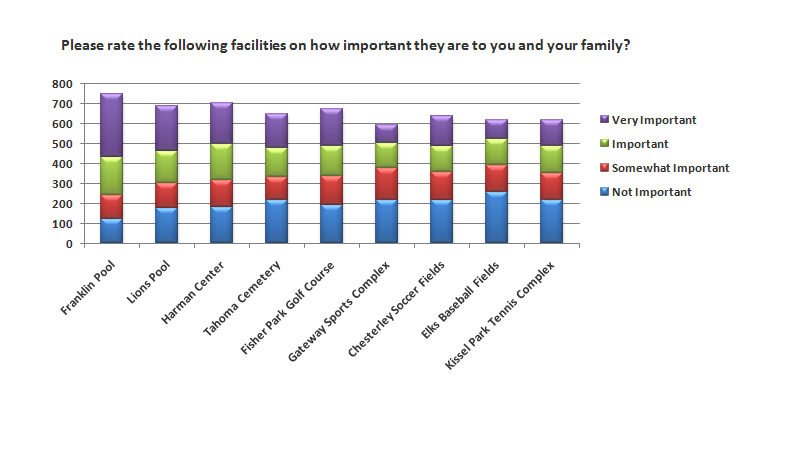 Please rate the following facilities on how important they are to you and your family?
800
700
600
500
400
300
200
100
0
Franklin Pool
Lions Pool
Harman Center
Tahoma Cemetery
Fisher Park Golf Course
Gateway Sports Complex
Chesterley Soccer Fields
Elks Baseball Fields
Kissel Park Tennis Complex
Very Important
Important
Somewhat Important
Not Important